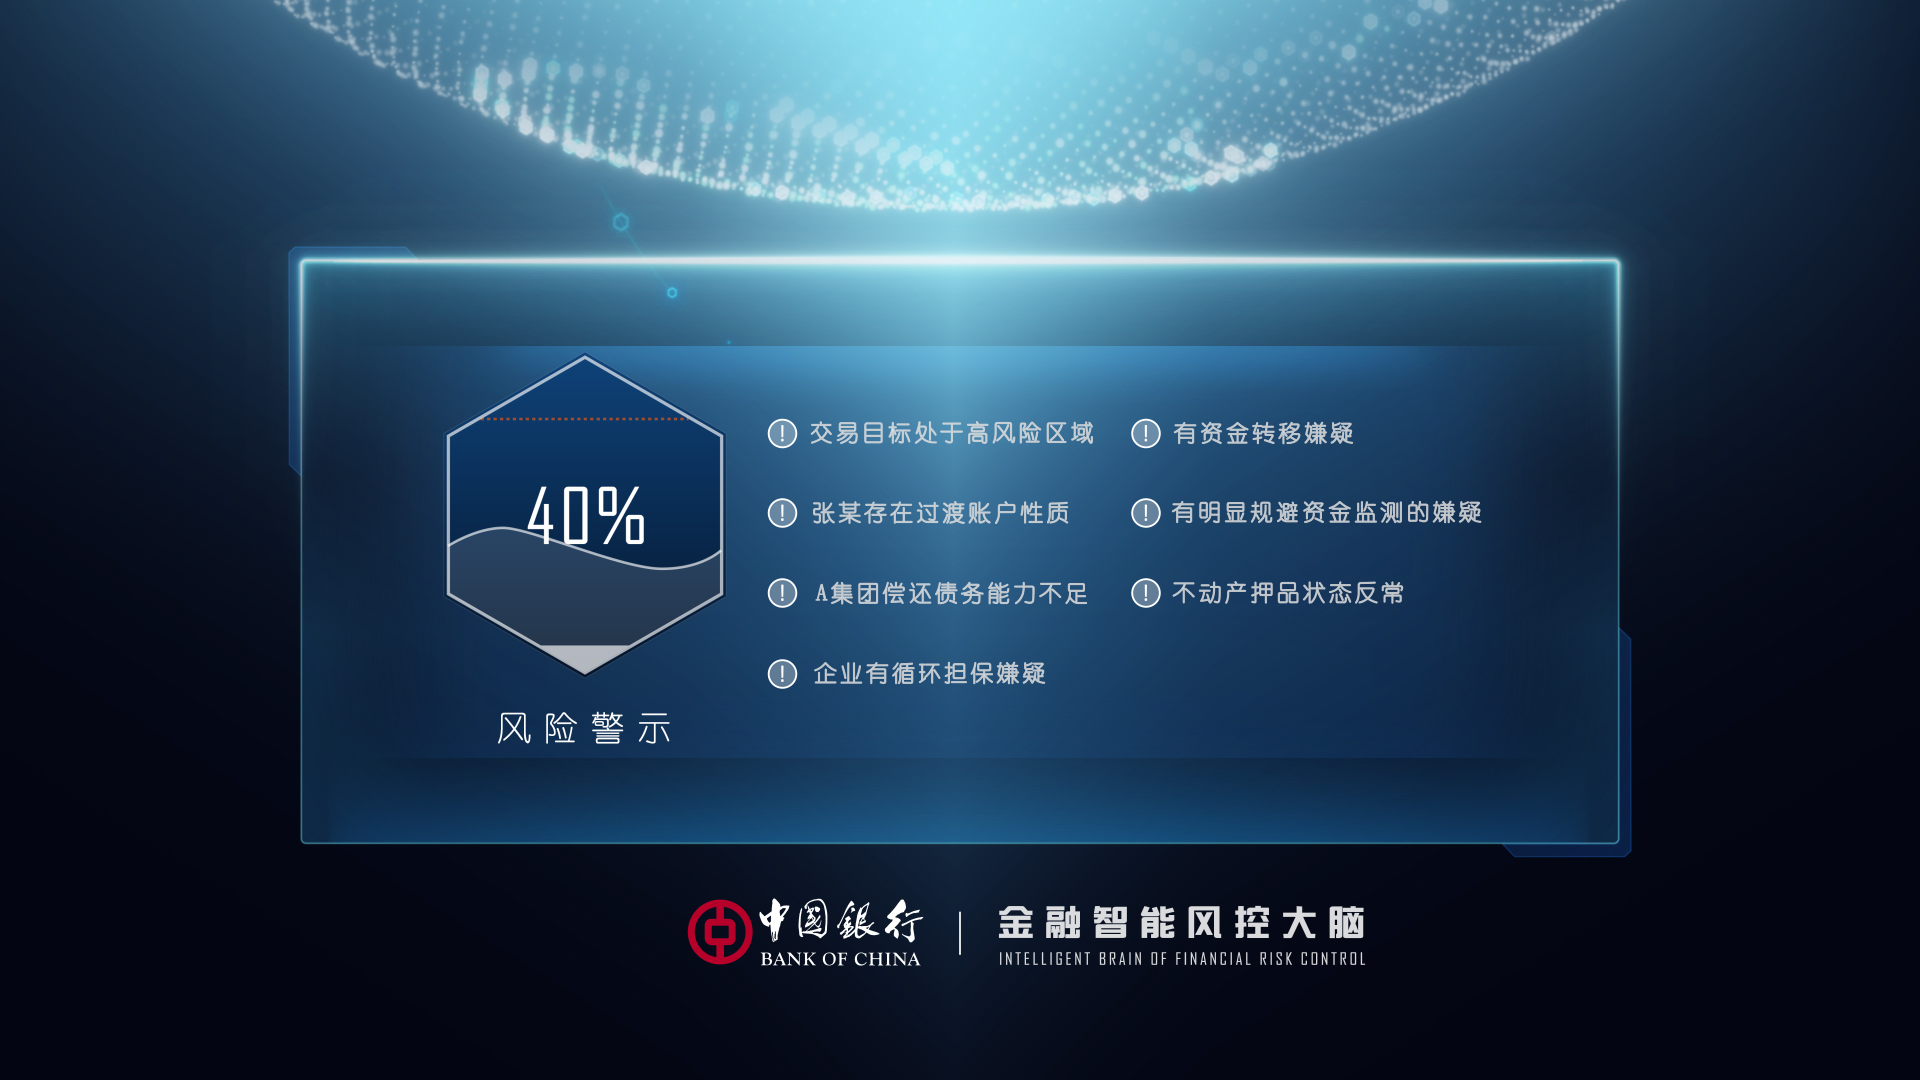 40%
风险警示
交易目标处于高风险区域
有资金转移嫌疑
张某存在过渡账户性质
有明显规避资金监测的嫌疑
A集团偿还债务能力不足
不动产押品状态反常
企业有循环担保嫌疑
中國銀行
BANK OF CHINA
金融智能风控大脑
INTELLIGENT BRAIN OF FINANCIAL RISK CONTROL